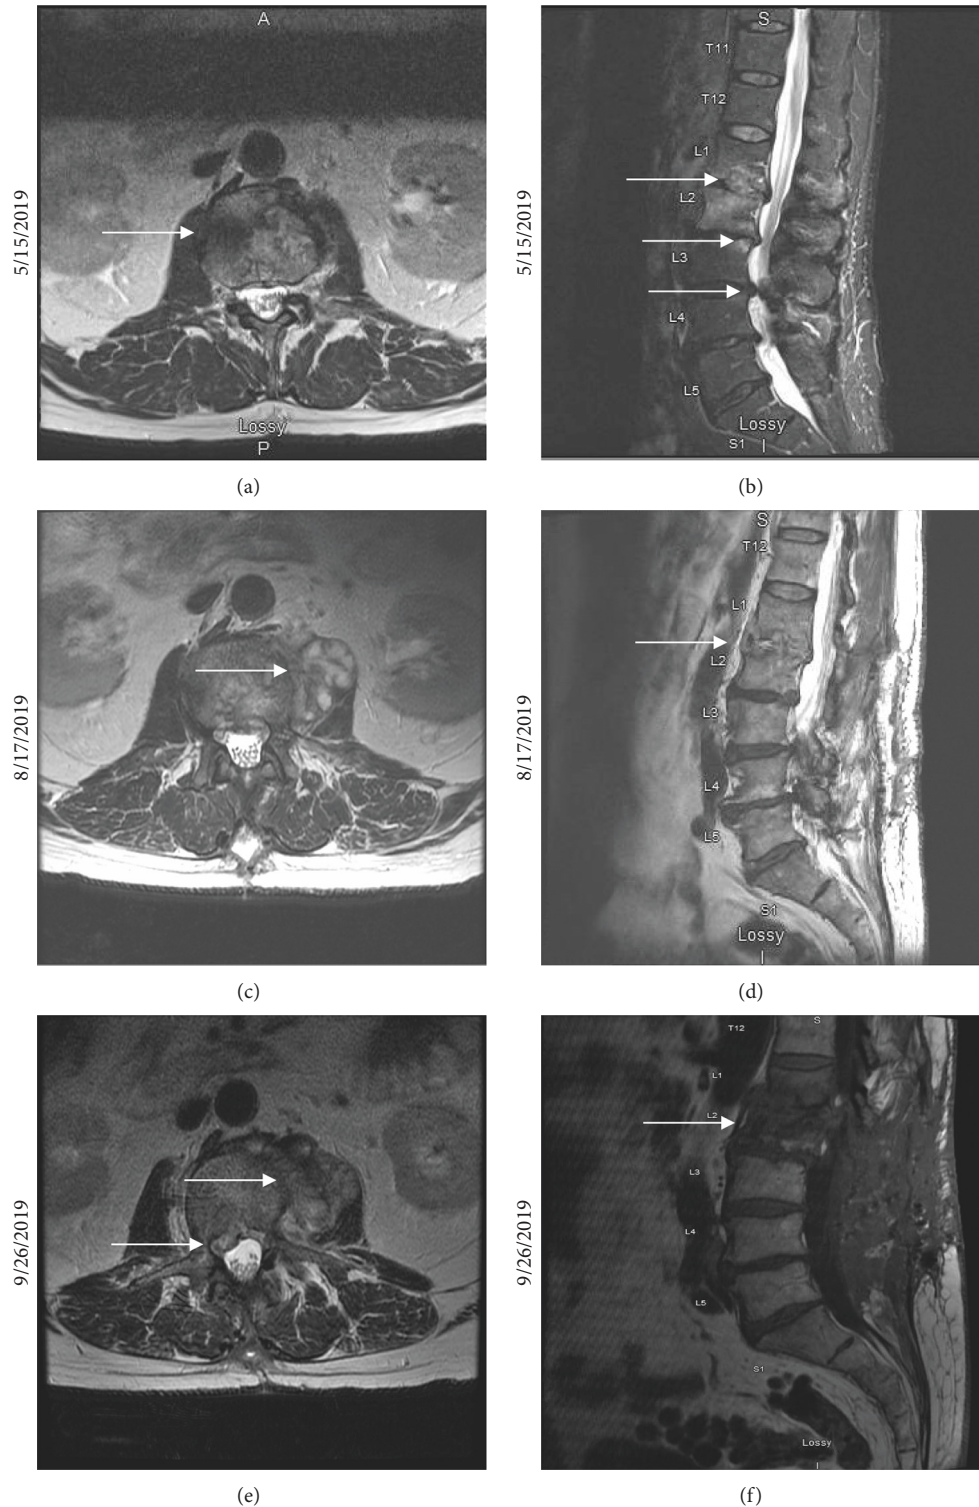 5/15/2019
A
Lossy
P
(a)
5/15/2019
S
T11
T12
L1
L2
L3
L4
L5
Lossy
S1
I
(b)
8/17/2019
(c)
8/17/2019
S
T12
L1
L2
L3
L4
L5
S1
Lossy
I
(d)
9/26/2019
(e)
9/26/2019
S
T12
L1
L2
L3
L4
L5
S1
Lossy
I
(f)